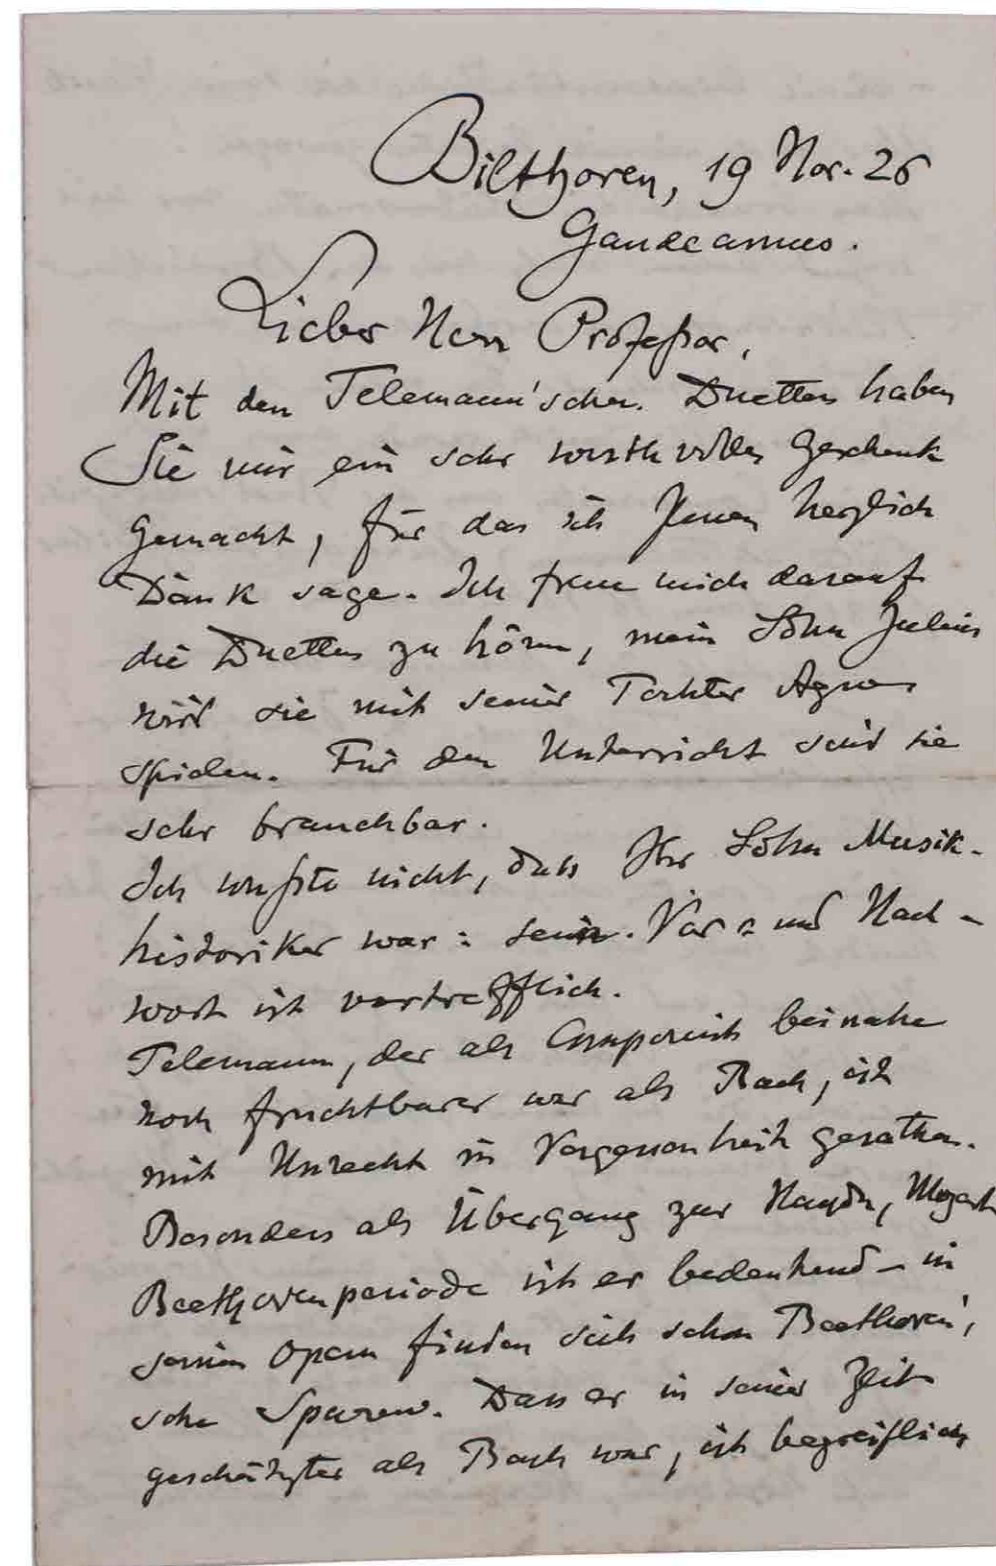 Bilthoven, 19 Nov. 26
Gaudeamus.
Lieber Herr Professor,
Mit den Telemann'schen Duetten haben
Sie mir ein sehr werthvolles Geschenk
gemacht, für das ich Ihnen herzlich
Dank sage. Ich freue mich darauf
die Duetten zu hören, mein Sohn Julius
wird sie mit seiner Tochter Agnes
spielen. Für den Unterricht sind sie
sehr brauchbar.
Ich wußte nicht, dass Ihr Sohn Musik-
historiker war: sein Vor= und Nach-
wort ist vortrefflich.
Telemann, der als Componist beinahe
noch fruchtbarer war als Bach, ist
mit Unrecht in Vergessenheit gerathen.
Besonders als Übergang zur Haydn, Mozart
Beethovenperiode ist er bedeutend – in
seinen Opern finden sich schon Beethoven'
sche Spuren. Dass er in seiner Zeit
geschätzter als Bach war, ist begreiflich